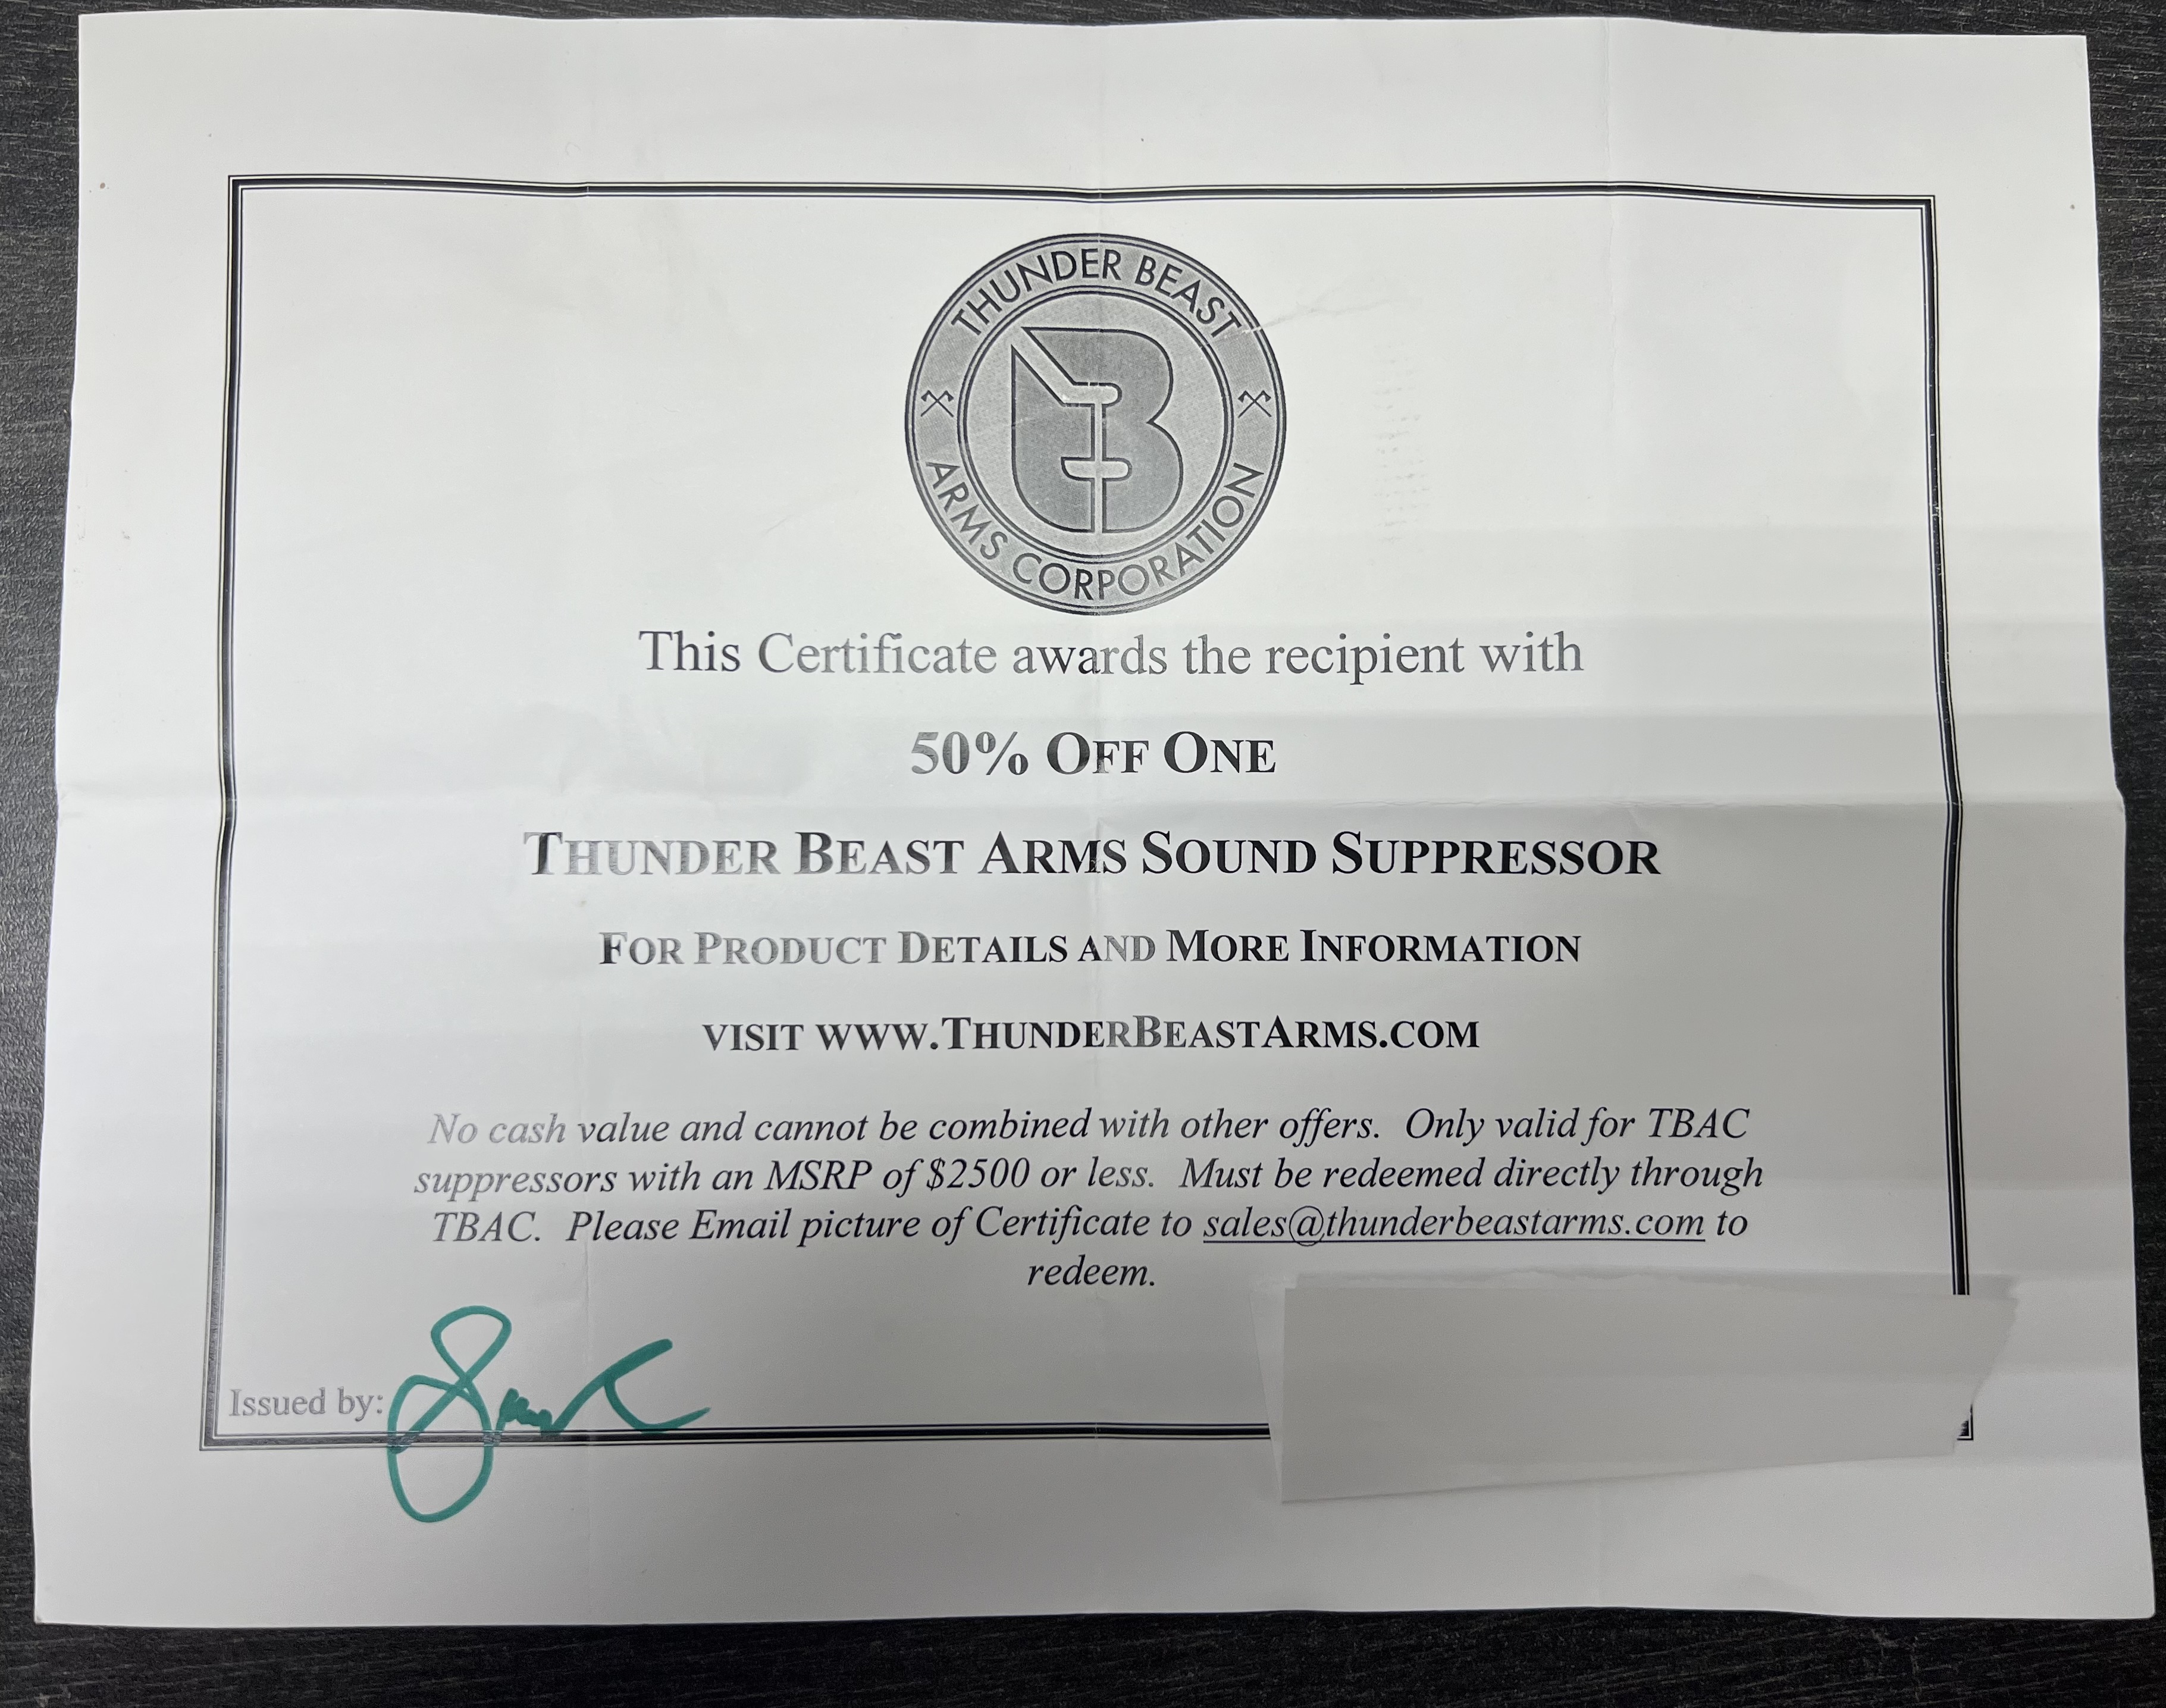 THUNDER BEAST
ARMS CORPORATION
This Certificate awards the recipient with
50% OFF ONE
THUNDER BEAST ARMS SOUND SUPPRESSOR
FOR PRODUCT DETAILS AND MORE INFORMATION
VISIT WWW.THUNDERBEASTARMS.COM
No cash value and cannot be combined with other offers. Only valid for TBAC
suppressors with an MSRP of $2500 or less. Must be redeemed directly through
TBAC. Please Email picture of Certificate to sales@thunderbeastarms.com to
redeem.
Issued by: